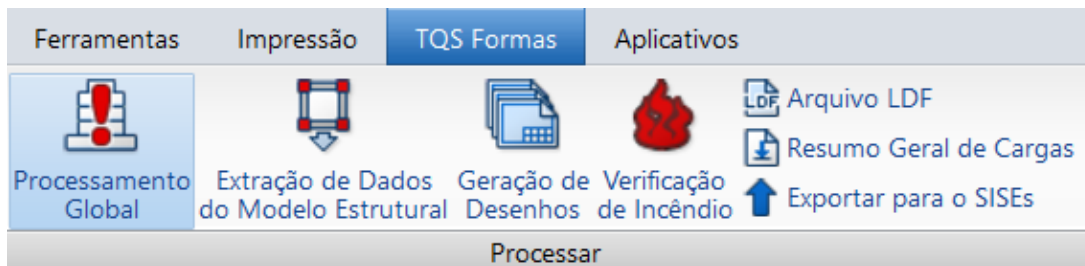 Ferramentas Impressão TQS Formas Aplicativos
Processamento
Global
Extração de Dados
do Modelo Estrutural
Geração de
Desenhos
Verificação
de Incêndio
LDF Arquivo LDF
Resumo Geral de Cargas
Exportar para o SISEs
Processar